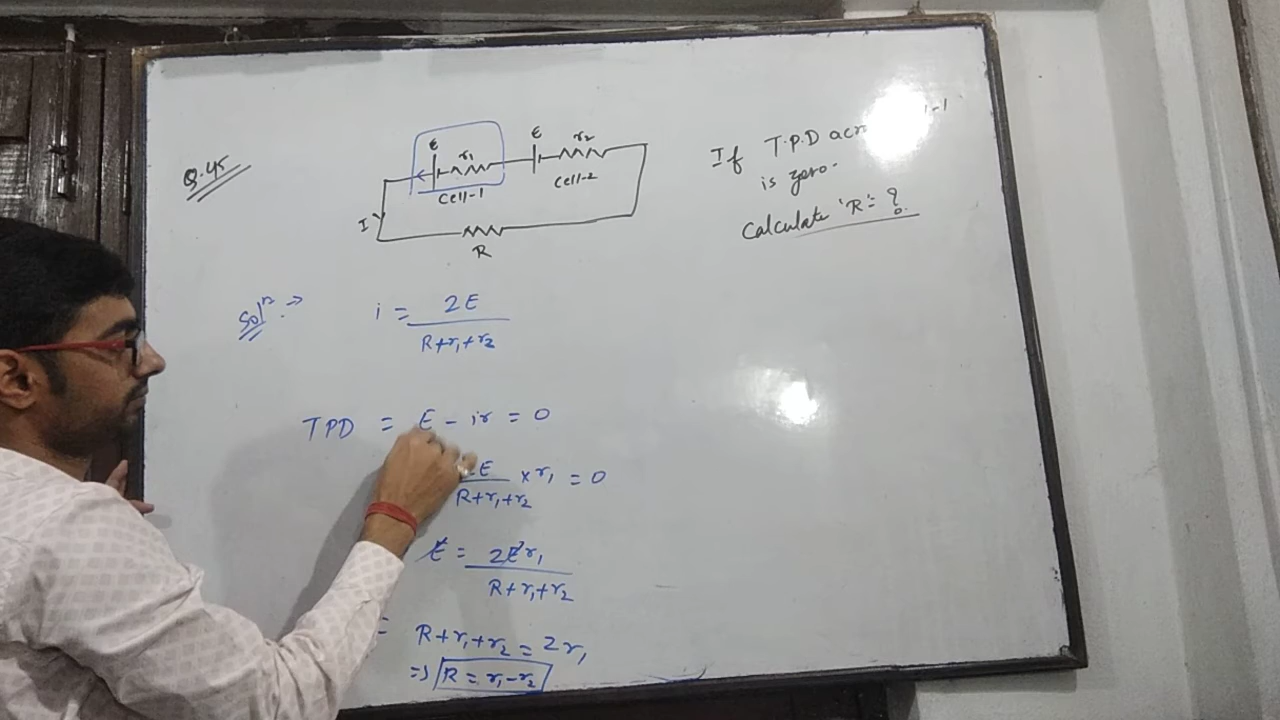 Q.45
E r₁ E r₂
Cell-1 Cell-2
I
R
If T.P.D
is zero.
Calculate 'R' = ?
Solⁿ :→ i = 2E / R+r₁+r₂
TPD = E - ir = 0
E / R+r₁+r₂ × r₁ = 0
E = 2Er₁ / R+r₁+r₂
= R+r₁+r₂ = 2r₁
=) R = r₁-r₂